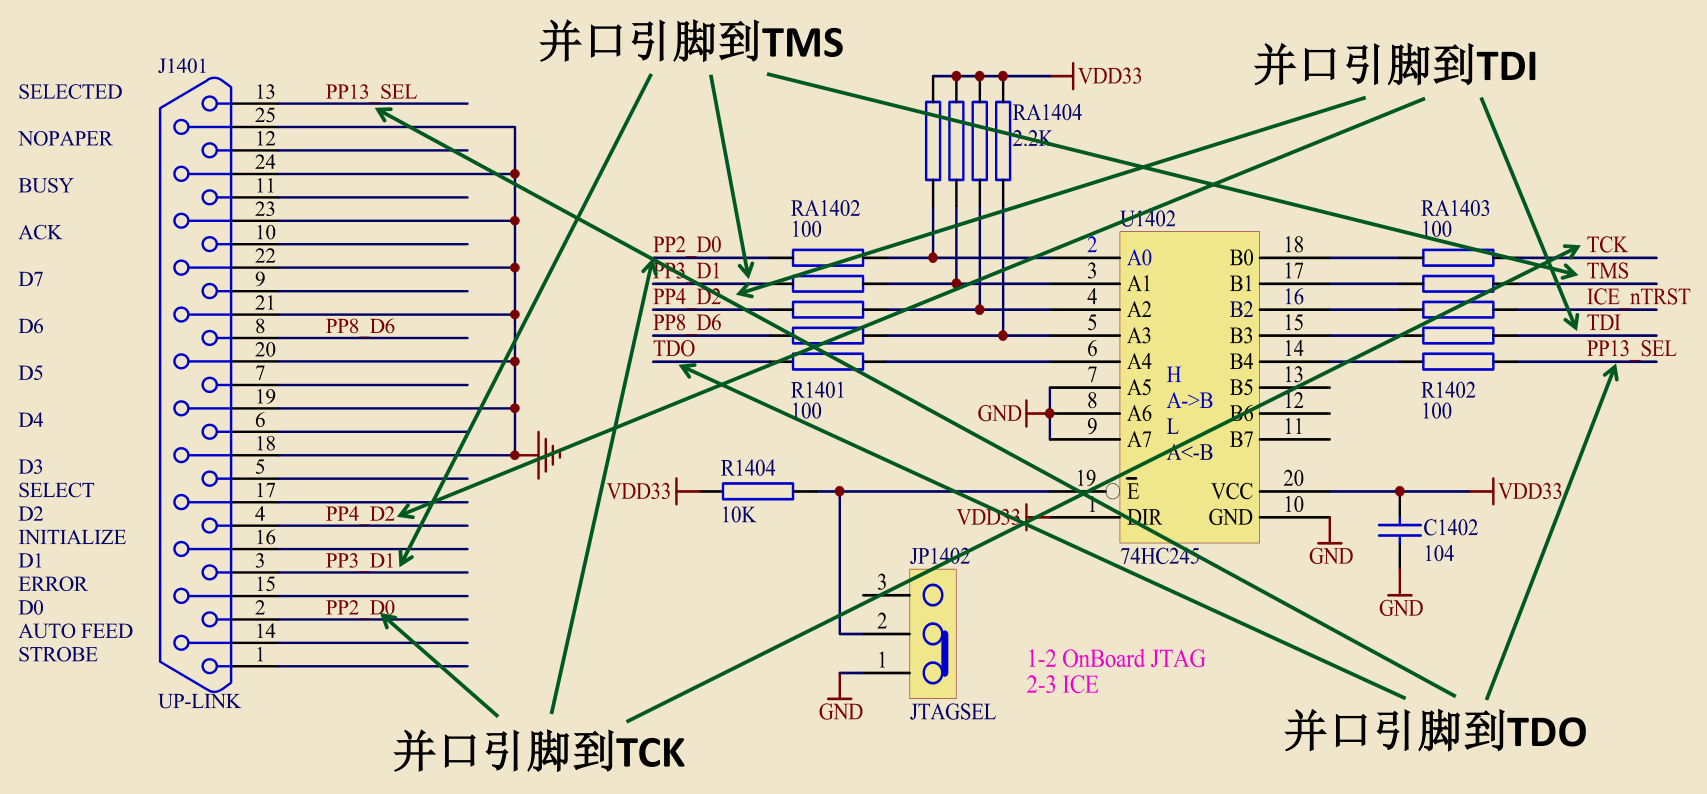 并口引脚到TMS
并口引脚到TDI
J1401
SELECTED
13
PP13_SEL
25
NOPAPER
12
24
BUSY
11
23
ACK
10
22
D7
9
21
D6
8
PP8_D6
20
D5
7
19
D4
6
18
D3
5
SELECT
17
D2
4
PP4_D2
INITIALIZE
16
D1
3
PP3_D1
ERROR
15
D0
2
PP2_D0
AUTO FEED
14
STROBE
1
UP-LINK
VDD33
RA1404
2.2K
RA1402
100
U1402
RA1403
100
PP2_D0
2
A0
B0
18
TCK
PP3_D1
3
A1
B1
17
TMS
PP4_D2
4
A2
B2
16
ICE_nTRST
PP8_D6
5
A3
B3
15
TDI
TDO
6
A4
B4
14
PP13_SEL
R1401
100
R1402
100
7
A5
H
B5
13
GND
8
A6
A->B
B6
12
L
9
A7
A<-B
B7
11
R1404
VDD33
10K
19
E
VCC
20
VDD33
VDD33
1
DIR
GND
10
C1402
104
GND
GND
74HC245
JP1402
3
2
1
GND
JTAGSEL
1-2 OnBoard JTAG
2-3 ICE
并口引脚到TCK
并口引脚到TDO